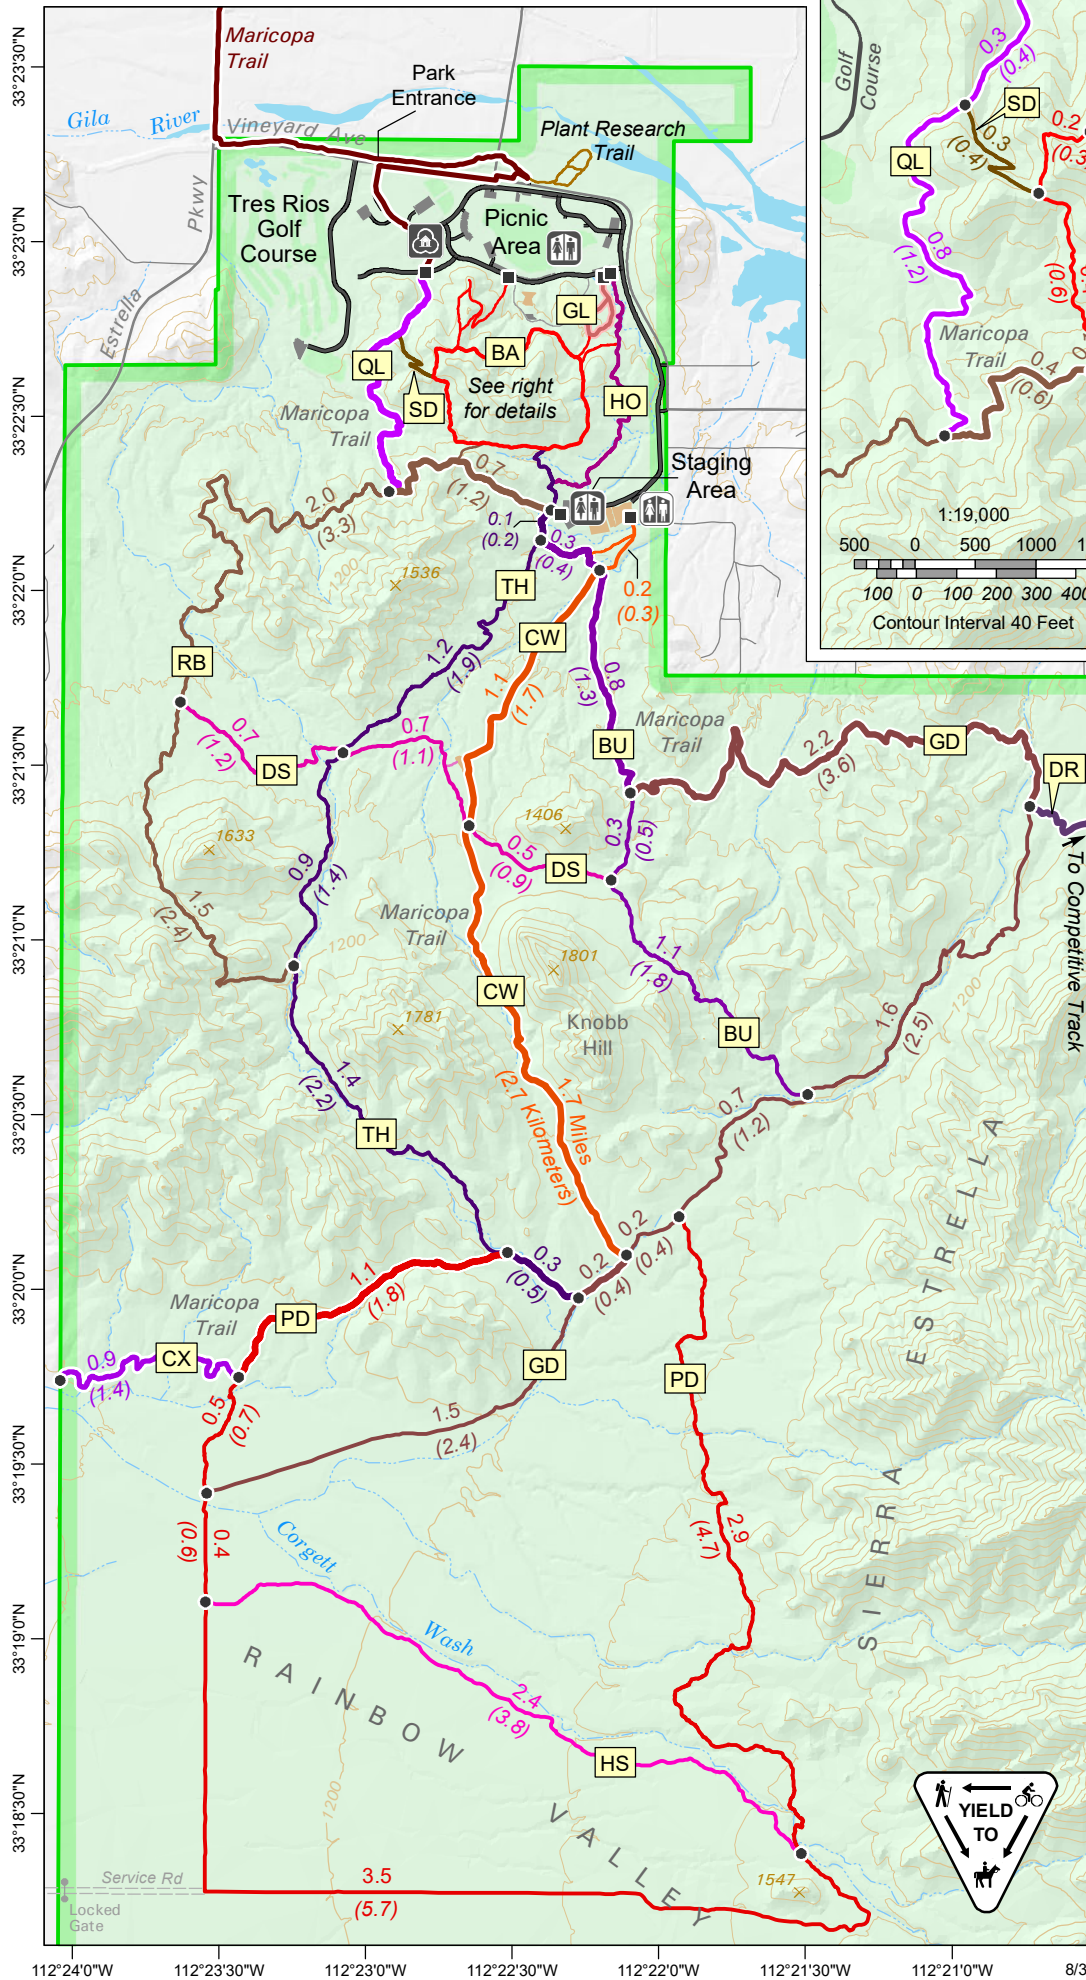 Maricopa
Trail
Park
Entrance
Gila River
Vineyard Ave
Plant Research
Trail
Pkwy
Estrella
Tres Rios
Golf
Course
Picnic
Area
GL
BA
QL
SD
See right
for details
HO
Maricopa
Trail
Staging
Area
0.7
(1.2)
2.0
(3.3)
0.1
(0.2)
0.3
(0.4)
1536
TH
0.2
(0.3)
CW
RB
1.2
(1.9)
1.1
(1.7)
0.8
(1.3)
0.7
(1.2)
0.7
(1.1)
DS
BU
Maricopa
Trail
2.2
(3.6)
GD
DR
To Competitive Track
1633
1406
0.3
(0.5)
0.5
(0.9)
DS
0.9
(1.4)
1.5
(2.4)
Maricopa
Trail
1200
1801
1.1
(1.8)
CW
Knobb
Hill
1781
BU
1.6
(2.5)
1200
1.4
(2.2)
TH
1.7 Miles
(2.7 Kilometers)
0.7
(1.2)
0.2
(0.4)
0.2
(0.4)
0.3
(0.5)
1.1
(1.8)
Maricopa
Trail
PD
CX
0.9
(1.4)
GD
PD
0.5
(0.7)
1.5
(2.4)
0.4
(0.6)
2.9
(4.7)
Corgett
Wash
SIERRA ESTRELLA
RAINBOW
VALLEY
2.4
(3.8)
HS
1200
1547
3.5
(5.7)
Service Rd
Locked
Gate
YIELD
TO
Golf
Course
0.3
(0.4)
SD
0.3
(0.4)
0.2
QL
0.8
(1.2)
(0.6)
Maricopa
Trail
0.4
(0.6)
1:19,000
500 0 500 1000
100 0 100 200 300
Contour Interval 40 Feet
33°23'30"N
33°23'0"N
33°22'30"N
33°22'0"N
33°21'30"N
33°21'0"N
33°20'30"N
33°20'0"N
33°19'30"N
33°19'0"N
33°18'30"N
112°24'0"W 112°23'30"W 112°23'0"W 112°22'30"W 112°22'0"W 112°21'30"W 112°21'0"W